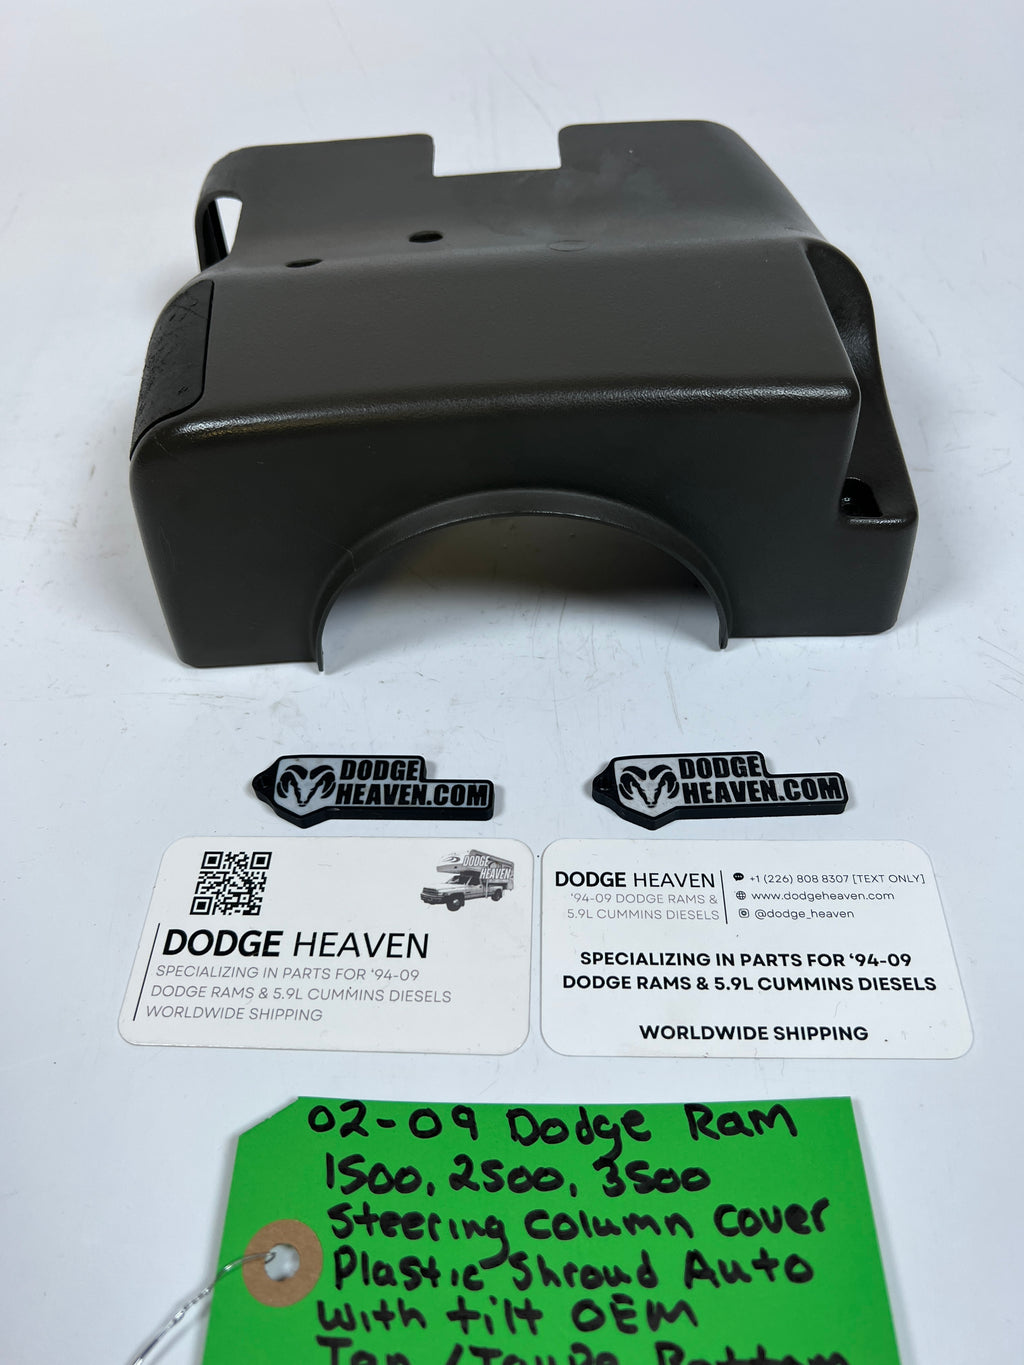 DODGE
HEAVEN.COM
DODGE
HEAVEN.COM
DODGE
HEAVEN
DODGE HEAVEN
SPECIALIZING IN PARTS FOR ‘94-09
DODGE RAMS & 5.9L CUMMINS DIESELS
WORLDWIDE SHIPPING
DODGE HEAVEN
‘94-09 DODGE RAMS &
5.9L CUMMINS DIESELS
+1 (226) 808 8307 [TEXT ONLY]
www.dodgeheaven.com
@dodge_heaven
SPECIALIZING IN PARTS FOR ‘94-09
DODGE RAMS & 5.9L CUMMINS DIESELS
WORLDWIDE SHIPPING
02-09 Dodge Ram
1500, 2500, 3500
Steering Column Cover
Plastic Shroud Auto
With tilt OEM
Tan / Taupe Bottom